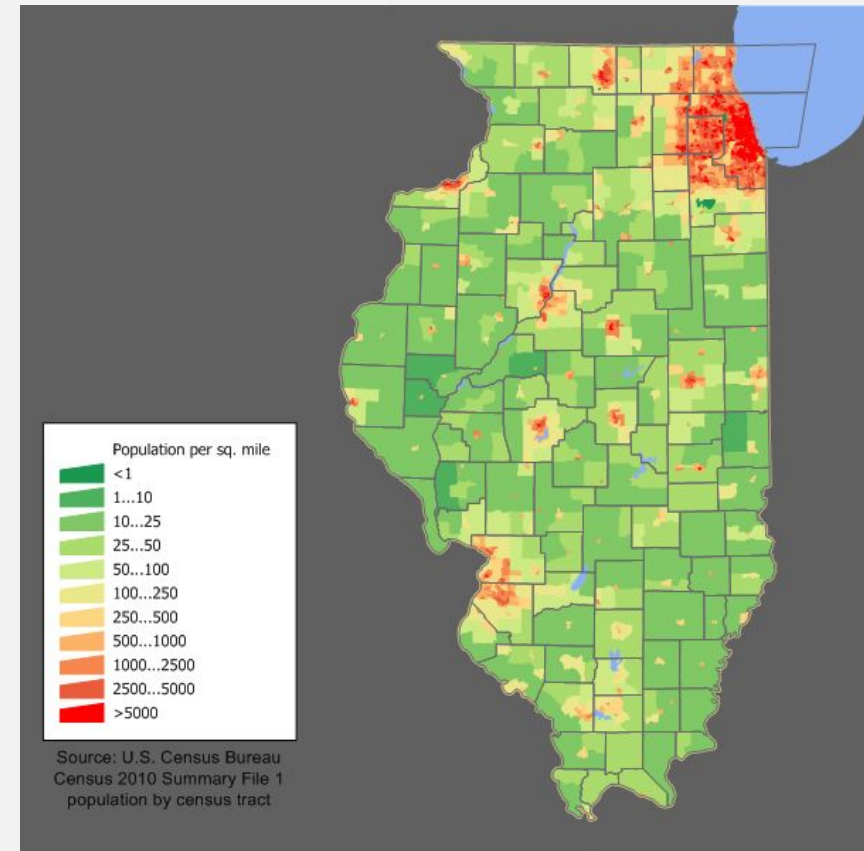 Population per sq. mile
<1
1...10
10...25
25...50
50...100
100...250
250...500
500...1000
1000...2500
2500...5000
>5000
Source: U.S. Census Bureau
Census 2010 Summary File 1
population by census tract